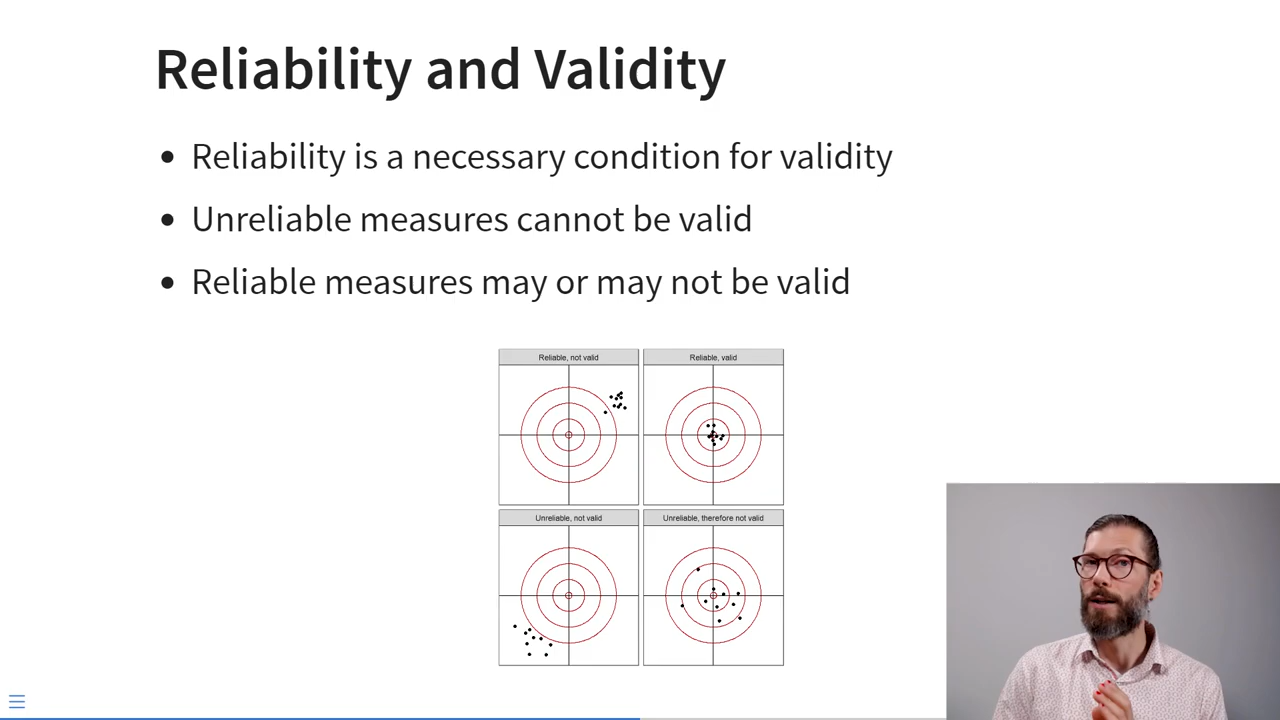 Reliability and Validity
• Reliability is a necessary condition for validity
• Unreliable measures cannot be valid
• Reliable measures may or may not be valid
Reliable, not valid
Reliable, valid
Unreliable, not valid
Unreliable, therefore not valid